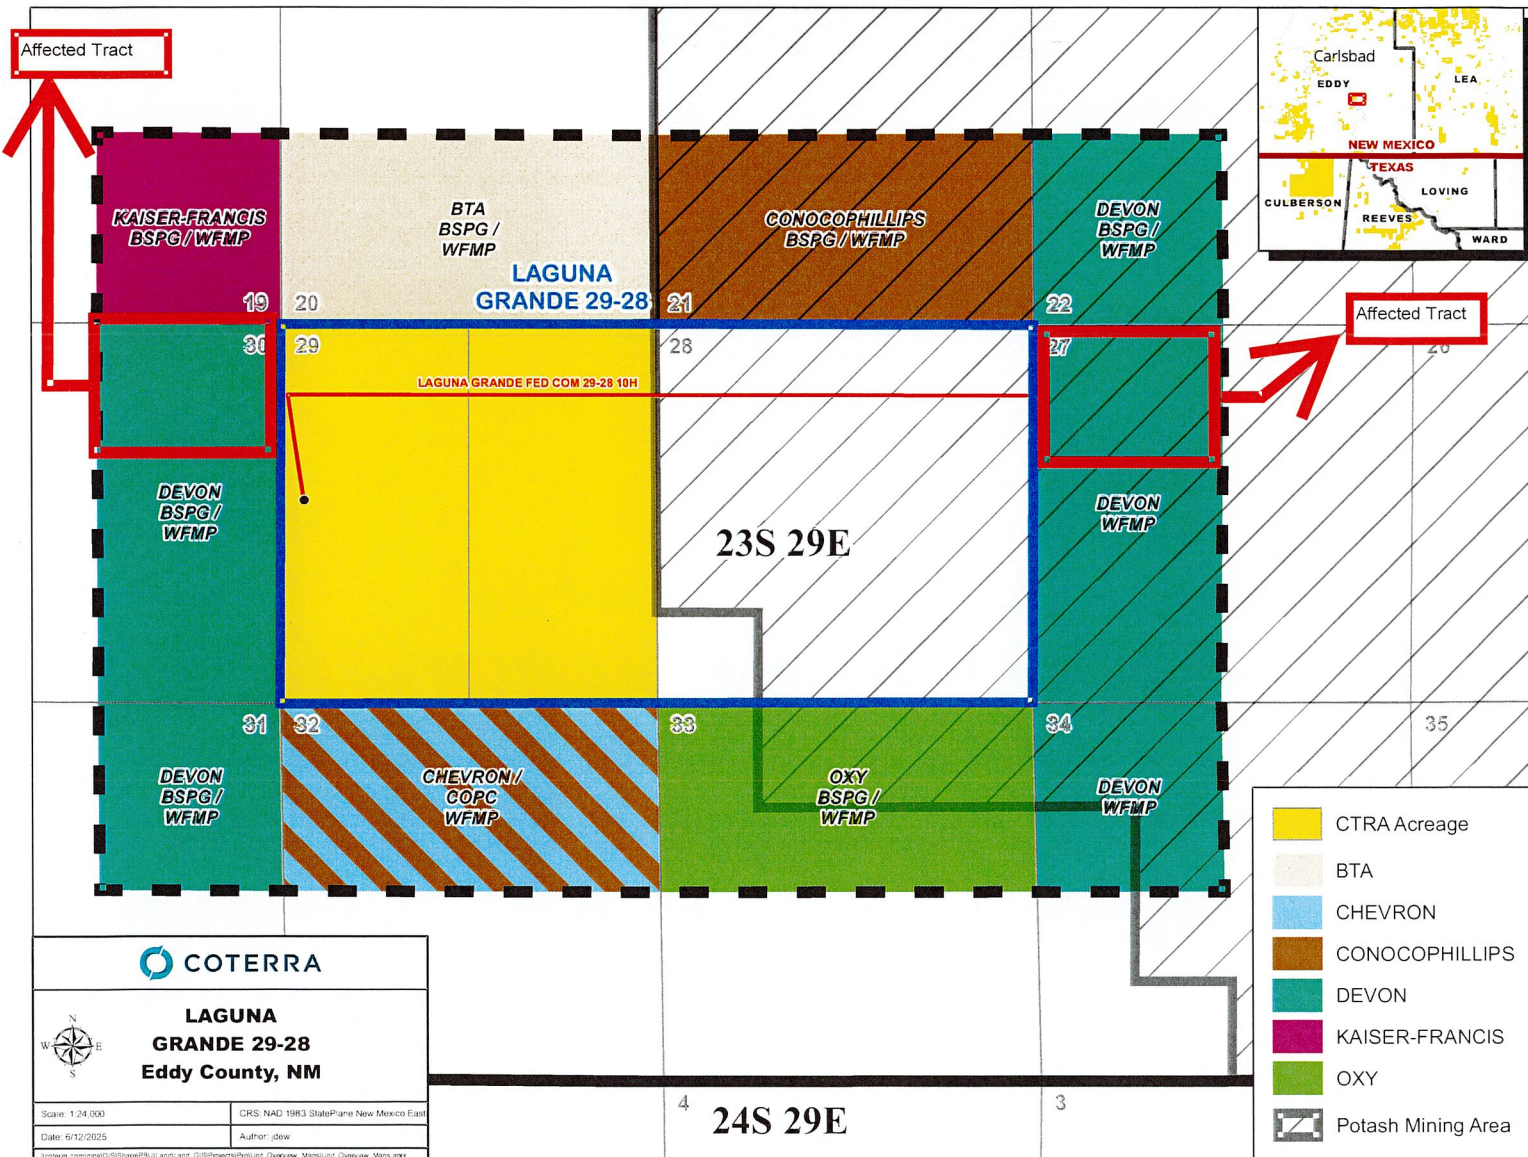 Affected Tract
Carlsbad
EDDY
LEA
NEW MEXICO
TEXAS
CULBERSON
LOVING
REEVES
WARD
KAISER-FRANCIS
BSPG / WFMP
BTA
BSPG /
WFMP
CONOCOPHILLIPS
BSPG / WFMP
DEVON
BSPG /
WFMP
LAGUNA
GRANDE 29-28
19 20 21 22
Affected Tract
30 29 28 27 26
LAGUNA GRANDE FED COM 29-28 10H
DEVON
BSPG /
WFMP
DEVON
WFMP
23S 29E
31 32 33 34 35
DEVON
BSPG /
WFMP
CHEVRON /
COPC
WFMP
OXY
BSPG /
WFMP
DEVON
WFMP
CTRA Acreage
BTA
CHEVRON
CONOCOPHILLIPS
DEVON
KAISER-FRANCIS
OXY
Potash Mining Area
COTERRA
LAGUNA
GRANDE 29-28
Eddy County, NM
N
W E
S
Scale: 1:24,000
CRS: NAD 1983 StatePlane New Mexico East
Date: 6/12/2025
Author: jdew
4 3
24S 29E